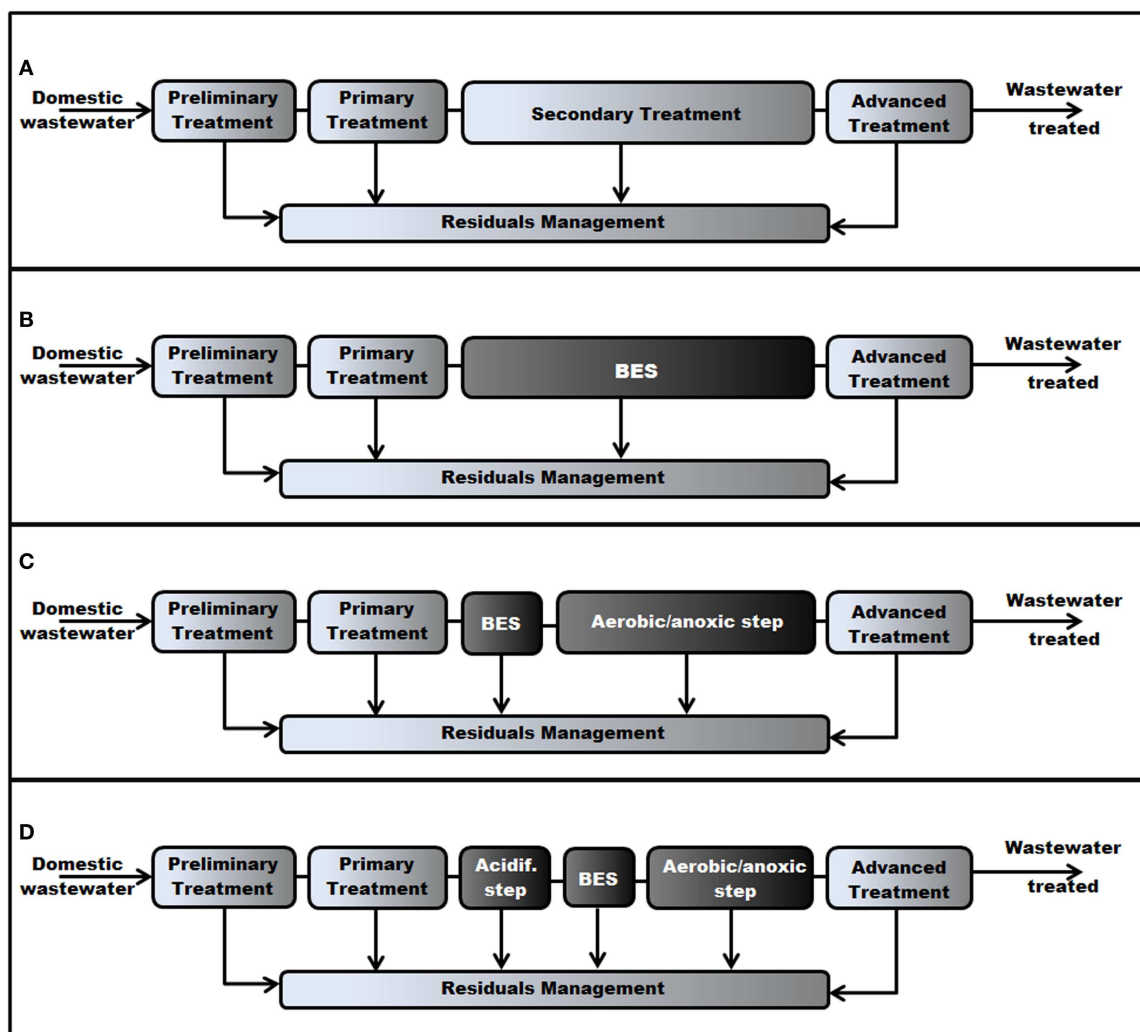 A
Domestic
wastewater
Preliminary
Treatment
Primary
Treatment
Secondary Treatment
Advanced
Treatment
Wastewater
treated
Residuals Management
B
Domestic
wastewater
Preliminary
Treatment
Primary
Treatment
BES
Advanced
Treatment
Wastewater
treated
Residuals Management
C
Domestic
wastewater
Preliminary
Treatment
Primary
Treatment
BES
Aerobic/anoxic step
Advanced
Treatment
Wastewater
treated
Residuals Management
D
Domestic
wastewater
Preliminary
Treatment
Primary
Treatment
Acidif.
step
BES
Aerobic/anoxic
step
Advanced
Treatment
Wastewater
treated
Residuals Management